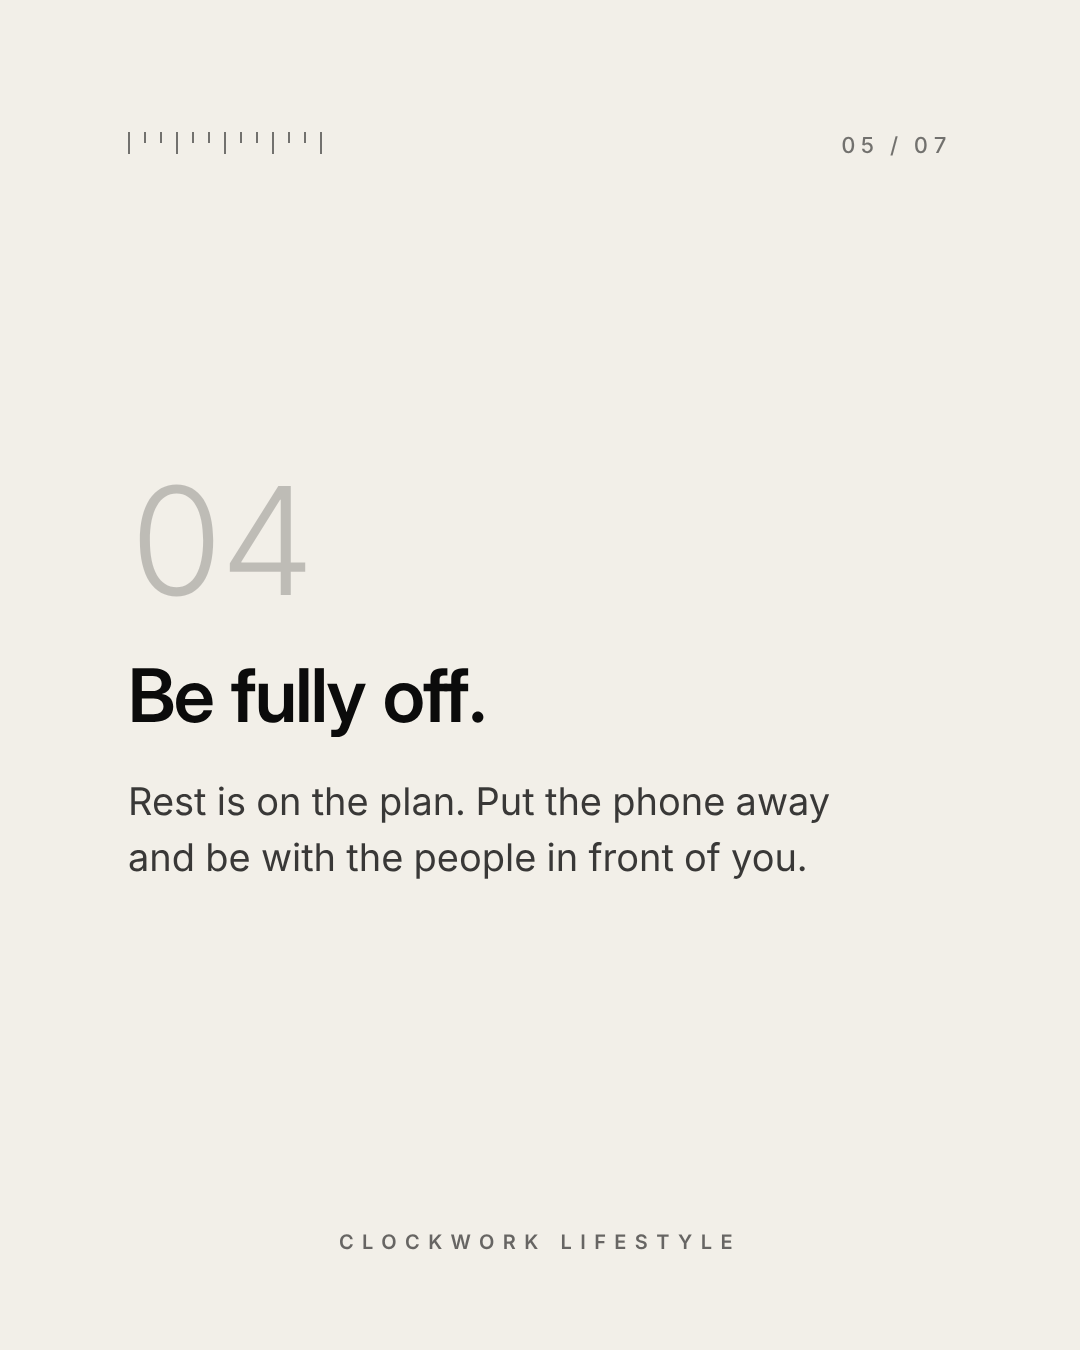 05 / 07
04
Be fully off.
Rest is on the plan. Put the phone away
and be with the people in front of you.
CLOCKWORK LIFESTYLE